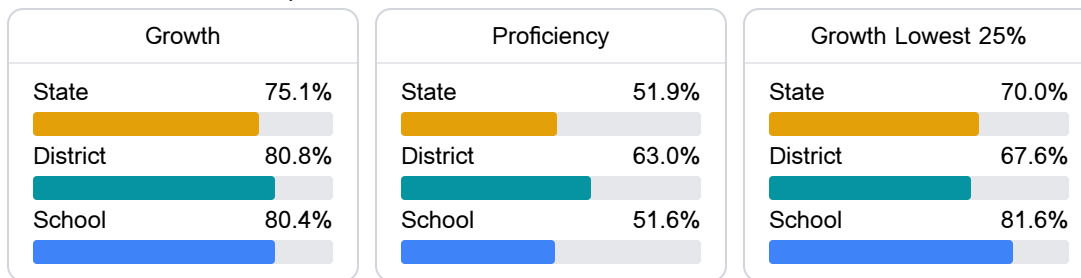 Growth
State 75.1%
District 80.8%
School 80.4%
Proficiency
State 51.9%
District 63.0%
School 51.6%
Growth Lowest 25%
State 70.0%
District 67.6%
School 81.6%